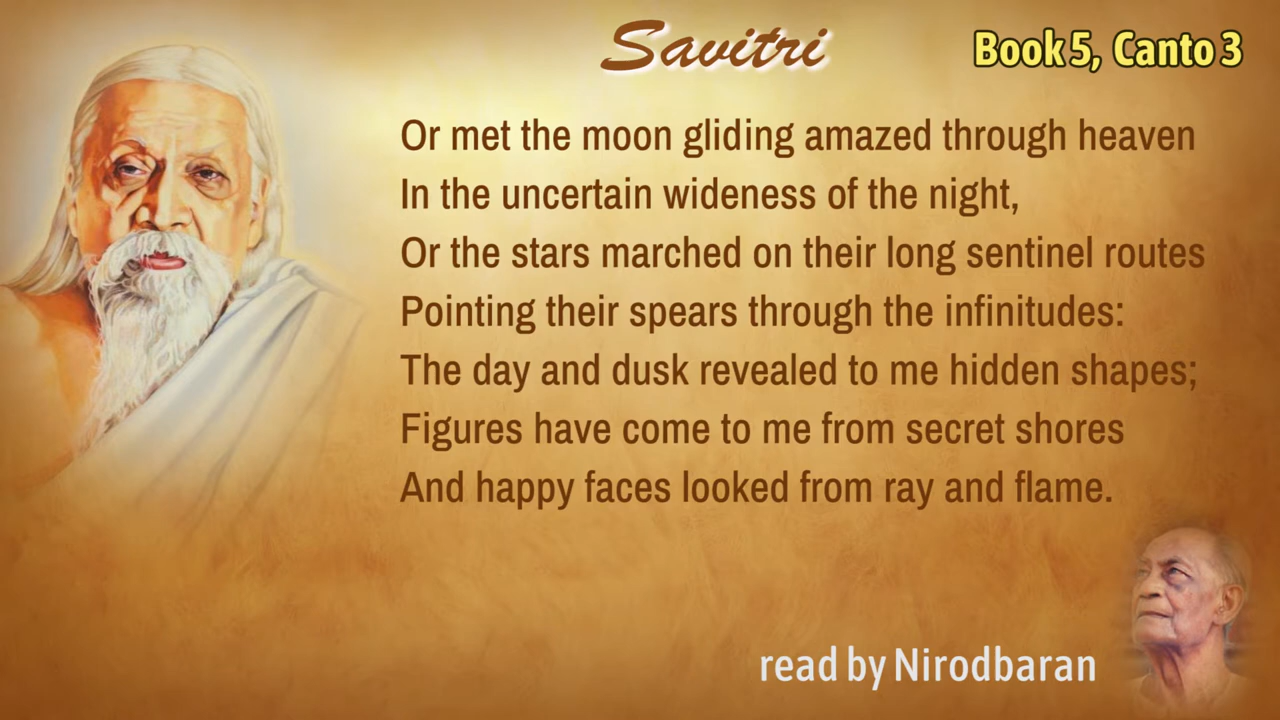 Savitri
Book 5, Canto 3
Or met the moon gliding amazed through heaven
In the uncertain wideness of the night,
Or the stars marched on their long sentinel routes
Pointing their spears through the infinitudes:
The day and dusk revealed to me hidden shapes;
Figures have come to me from secret shores
And happy faces looked from ray and flame.
read by Nirodbaran